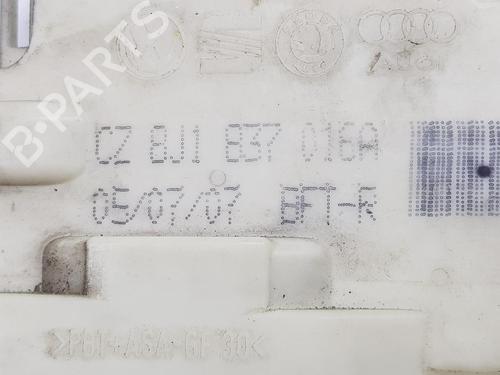 B-PARTS
Audi
CZ 8J1 837 016A
05/07/07 BFT-R
>PBT+ASA GF 30<